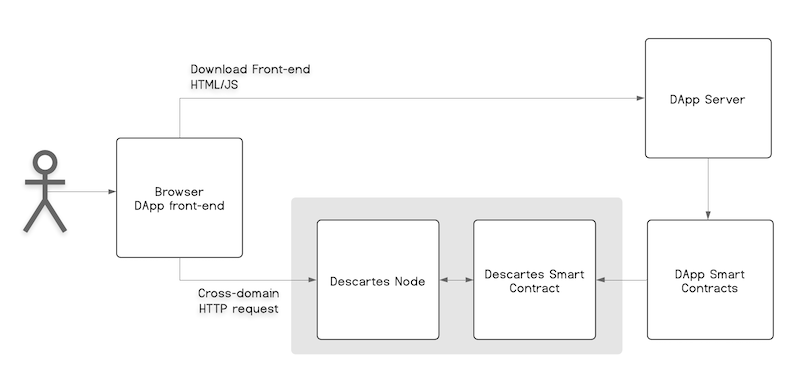 Download Front-end
HTML/JS
DApp Server
Browser
DApp front-end
Descartes Node
Descartes Smart
Contract
DApp Smart
Contracts
Cross-domain
HTTP request